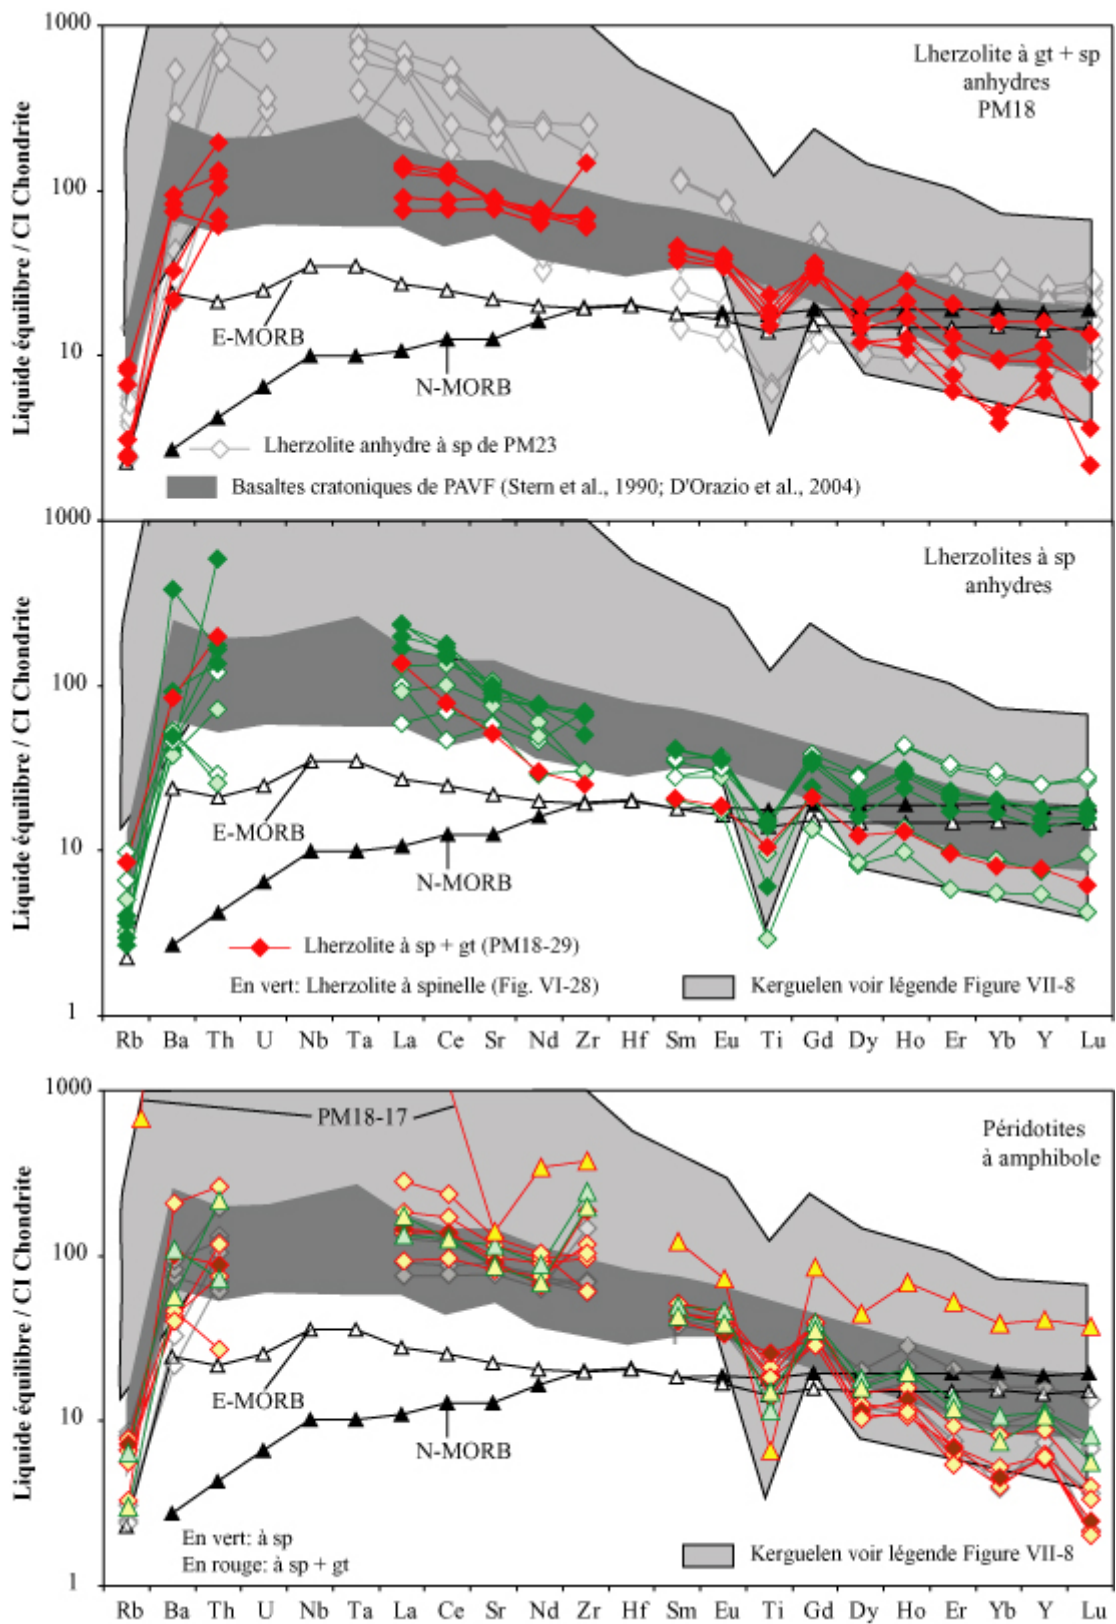 1000
Lherzolite à gt + sp
anhydres
PM18
100
Liquide équilibre / CI Chondrite
E-MORB
10
N-MORB
Lherzolite anhydre à sp de PM23
Basaltes cratoniques de PAVF (Stern et al., 1990; D'Orazio et al., 2004)
1000
Lherzolites à sp
anhydres
100
Liquide équilibre / CI Chondrite
E-MORB
10
N-MORB
Lherzolite à sp + gt (PM18-29)
En vert: Lherzolite à spinelle (Fig. VI-28)
Kerguelen voir légende Figure VII-8
1
Rb Ba Th U Nb Ta La Ce Sr Nd Zr Hf Sm Eu Ti Gd Dy Ho Er Yb Y Lu
1000
PM18-17
Péridotites
à amphibole
100
Liquide équilibre / CI Chondrite
E-MORB
10
N-MORB
En vert: à sp
En rouge: à sp + gt
Kerguelen voir légende Figure VII-8
1
Rb Ba Th U Nb Ta La Ce Sr Nd Zr Hf Sm Eu Ti Gd Dy Ho Er Yb Y Lu